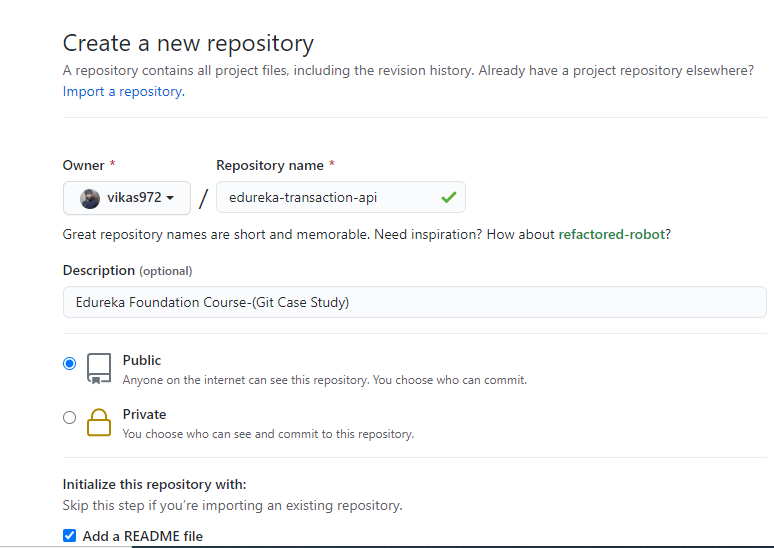 Create a new repository
A repository contains all project files, including the revision history. Already have a project repository elsewhere?
Import a repository.
Owner * Repository name *
vikas972 / edureka-transaction-api
Great repository names are short and memorable. Need inspiration? How about refactored-robot?
Description (optional)
Edureka Foundation Course-(Git Case Study)
Public
Anyone on the internet can see this repository. You choose who can commit.
Private
You choose who can see and commit to this repository.
Initialize this repository with:
Skip this step if you’re importing an existing repository.
Add a README file